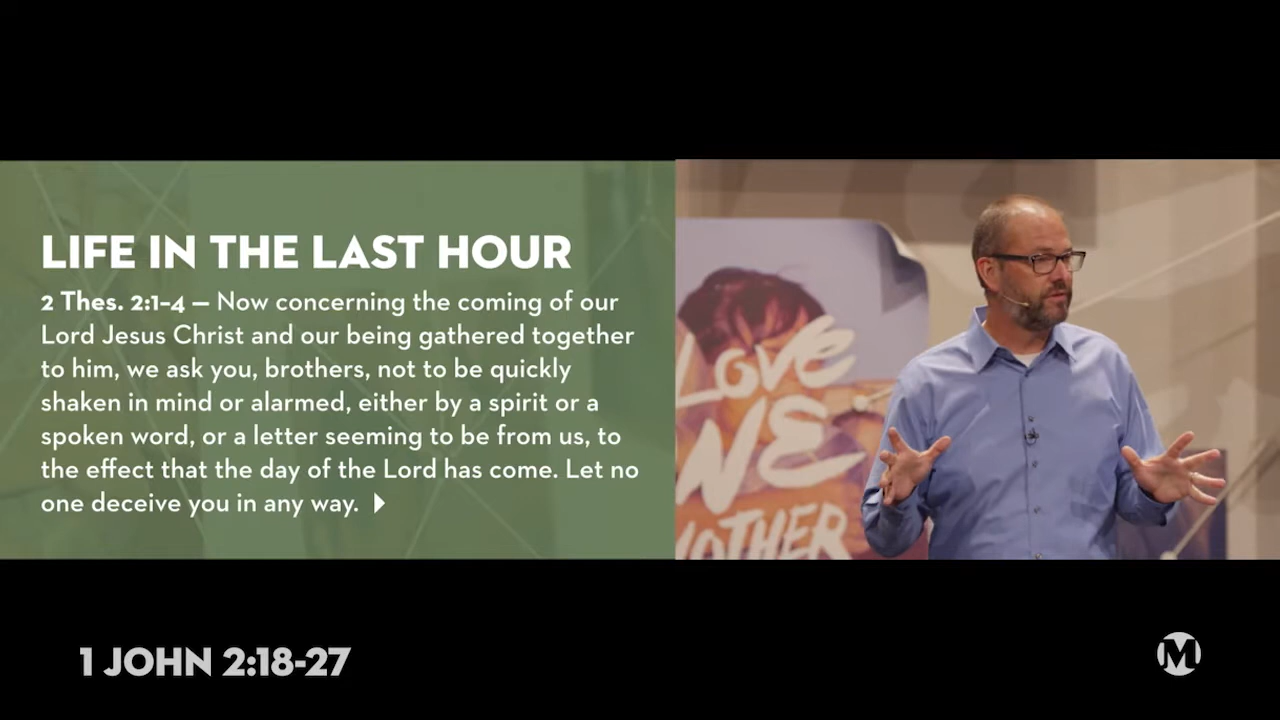 LIFE IN THE LAST HOUR
2 Thes. 2:1–4 — Now concerning the coming of our
Lord Jesus Christ and our being gathered together
to him, we ask you, brothers, not to be quickly
shaken in mind or alarmed, either by a spirit or a
spoken word, or a letter seeming to be from us, to
the effect that the day of the Lord has come. Let no
one deceive you in any way.
LOVE
NE
NOTHER
1 JOHN 2:18-27
M